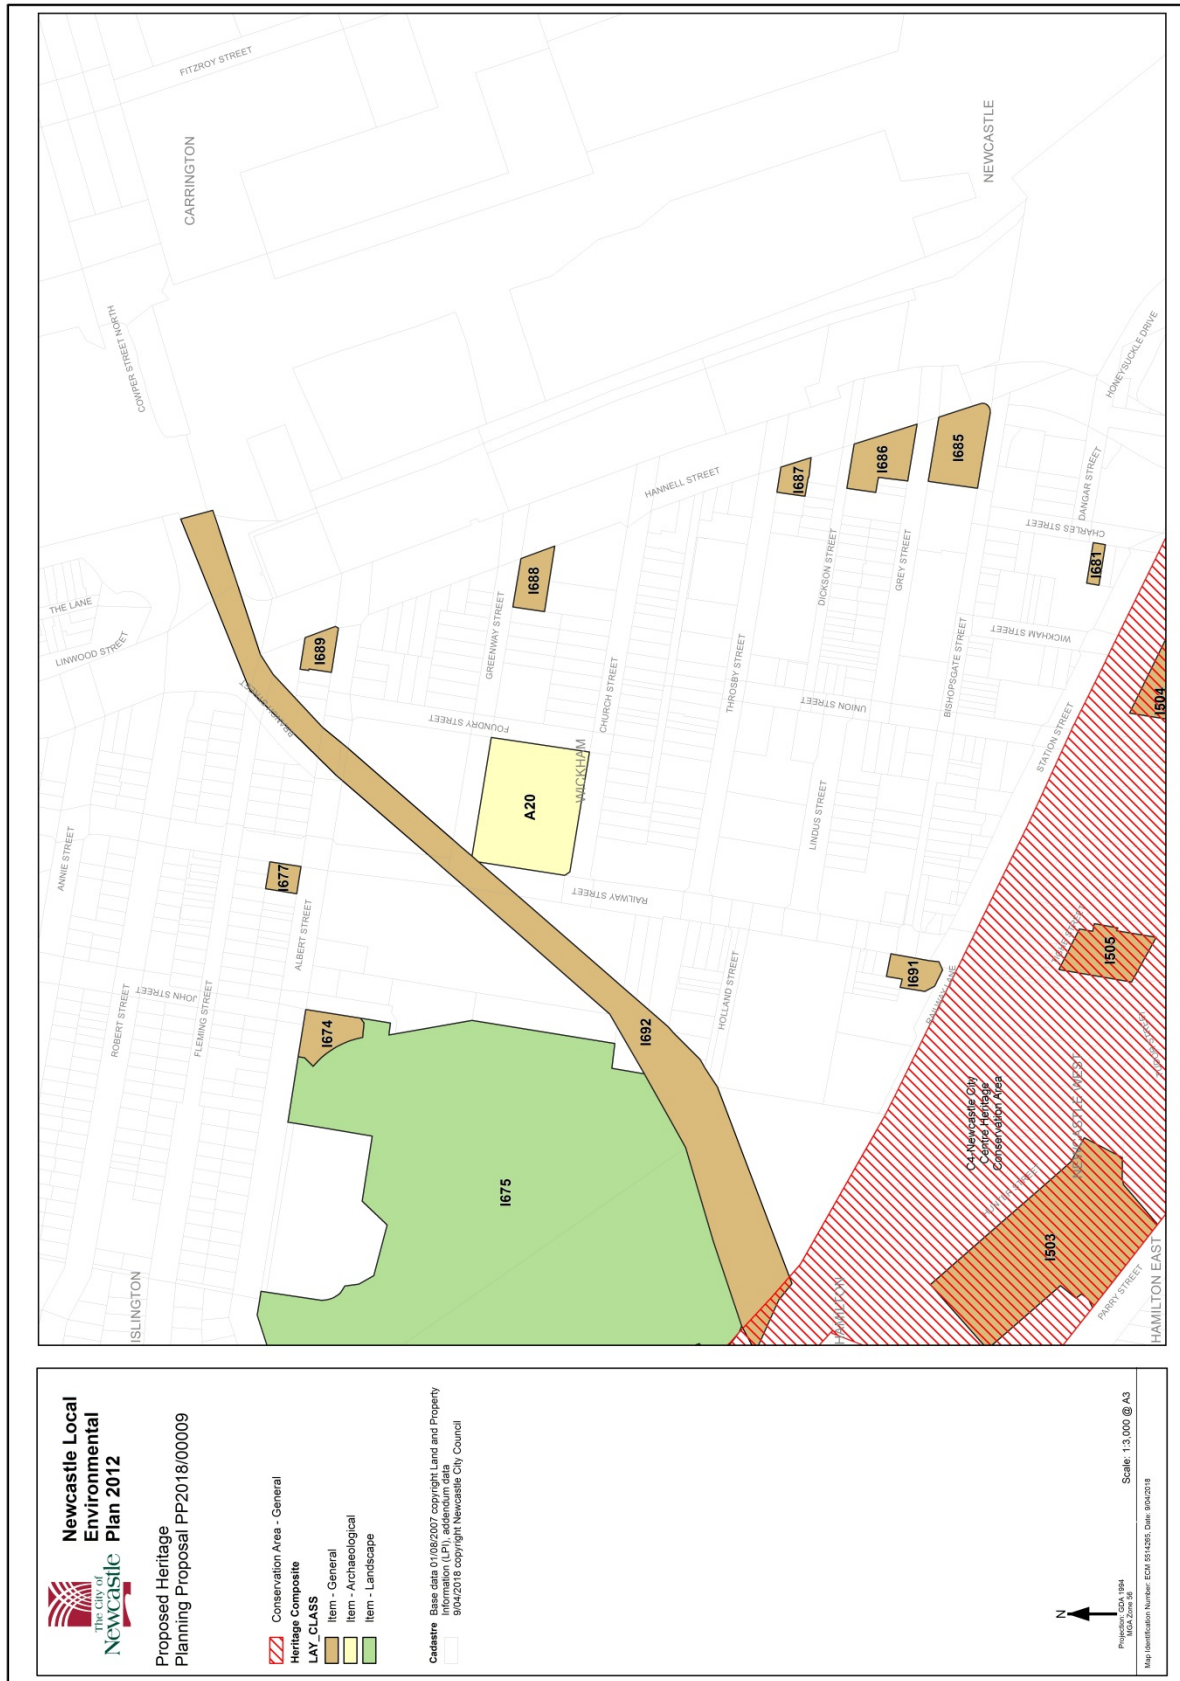 The City of
Newcastle
Newcastle Local
Environmental
Plan 2012
Proposed Heritage
Planning Proposal PP2018/00009
Conservation Area - General
Heritage Composite
LAY_CLASS
Item - General
Item - Archaeological
Item - Landscape
Cadastre
Base data 01/08/2007 copyright Land and Property
Information (LPI), addendum data
9/04/2018 copyright Newcastle City Council
N
Projection: GDA 1994
MGA Zone 56
Scale: 1:3,000 @ A3
Map Identification Number: ECM 5514265; Date: 9/04/2018
FITZROY STREET
CARRINGTON
NEWCASTLE
COWPER STREET NORTH
HONEYSUCKLE DRIVE
THE LANE
LINWOOD STREET
HANNELL STREET
I687
I686
I685
DANGAR STREET
CHARLES STREET
I681
I688
I689
GREENWAY STREET
DICKSON STREET
GREY STREET
WICKHAM STREET
CHURCH STREET
THROSBY STREET
UNION STREET
BISHOPSGATE STREET
FOUNDRY STREET
STATION STREET
I504
A20
WICKHAM
LINDUS STREET
ANNIE STREET
I677
RAILWAY STREET
ALBERT STREET
JOHN STREET
ROBERT STREET
FLEMING STREET
HOLLAND STREET
I691
RAILWAY LANE
I505
I674
I692
I675
C4-Newcastle City
Centre Heritage
Conservation Area
NEWCASTLE WEST
HUNTER STREET
I503
ISLINGTON
HAMILTON
PARRY STREET
HAMILTON EAST